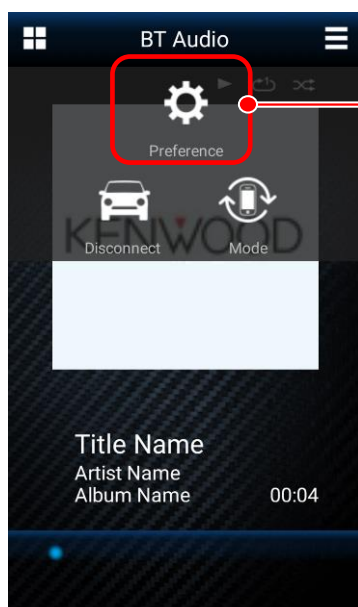 BT Audio
Preference
Disconnect
Mode
KENWOOD
Title Name
Artist Name
Album Name
00:04